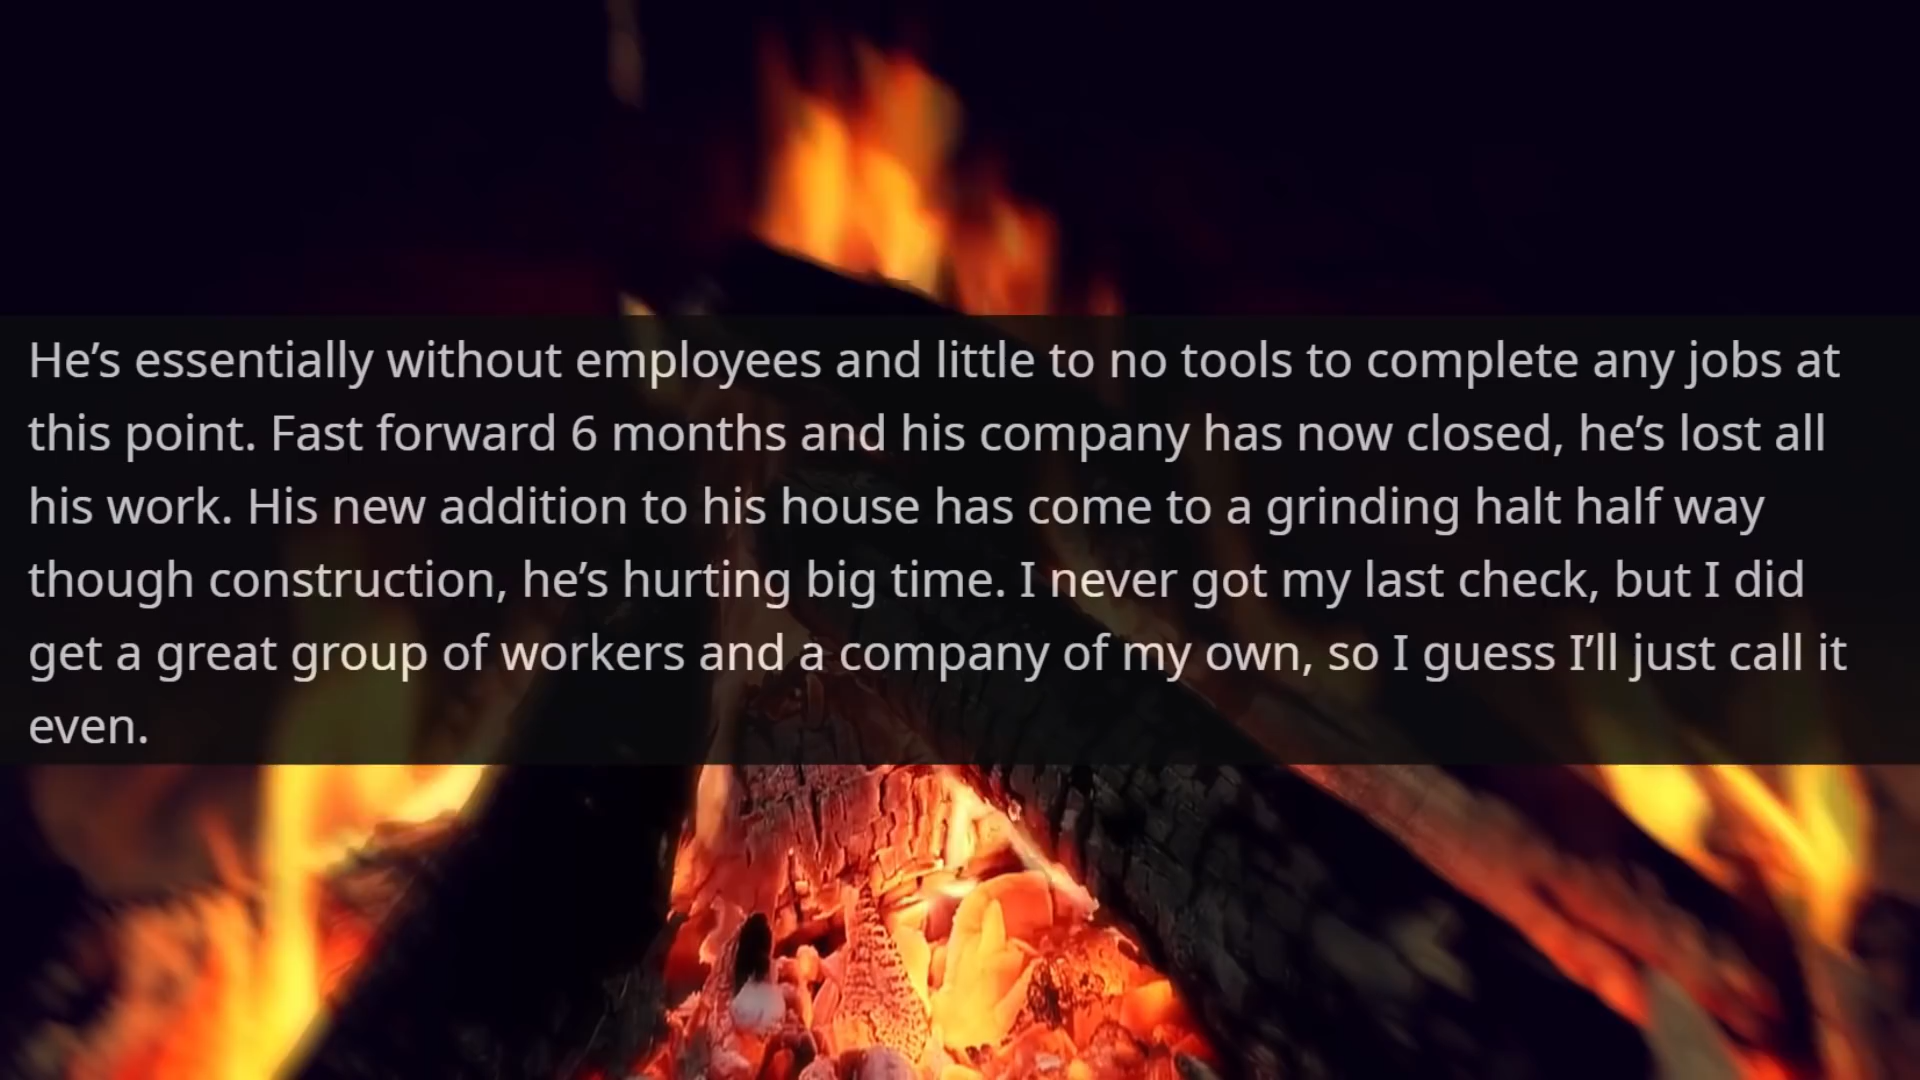 He’s essentially without employees and little to no tools to complete any jobs at
this point. Fast forward 6 months and his company has now closed, he’s lost all
his work. His new addition to his house has come to a grinding halt half way
though construction, he’s hurting big time. I never got my last check, but I did
get a great group of workers and a company of my own, so I guess I’ll just call it
even.